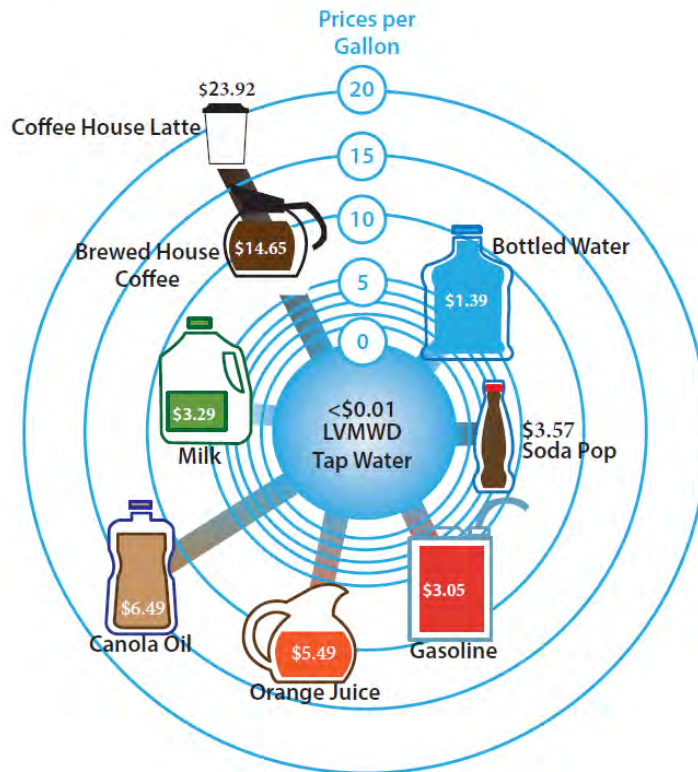 Prices per
Gallon
20
$23.92
Coffee House Latte
15
10
Brewed House
Coffee
$14.65
Bottled Water
5
$1.39
0
$3.29
Milk
<$0.01
LVMWD
Tap Water
$3.57
Soda Pop
$6.49
Canola Oil
$3.05
Gasoline
$5.49
Orange Juice